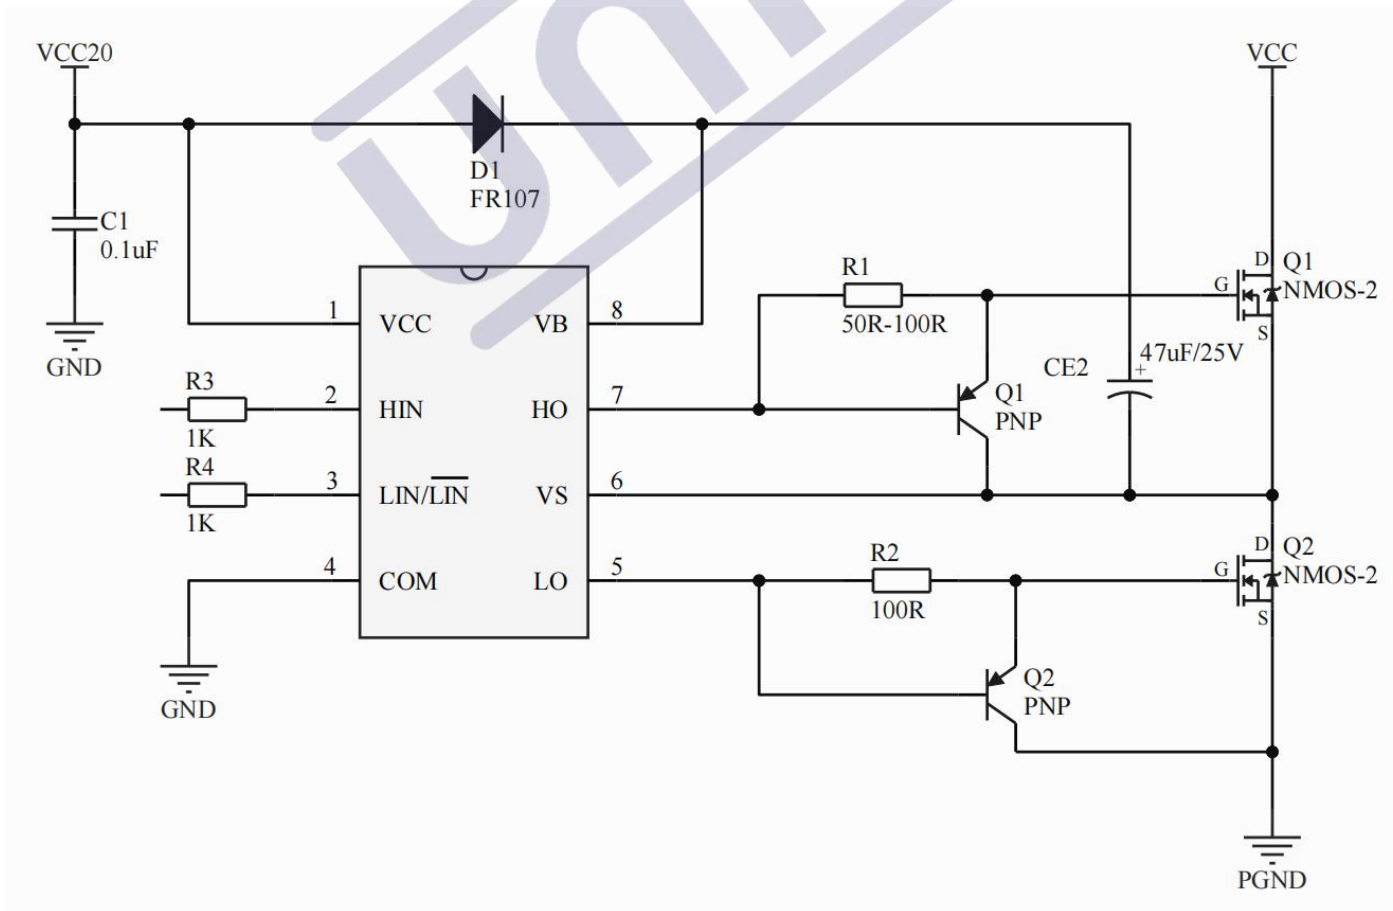 VCC20
VCC
D1
FR107
C1
0.1uF
GND
1
VCC
VB
8
R1
50R-100R
D
Q1
G
NMOS-2
S
CE2
47uF/25V
+
R3
1K
2
HIN
HO
7
Q1
PNP
R4
1K
3
LIN/L̅I̅N̅
VS
6
4
COM
LO
5
R2
100R
D
Q2
G
NMOS-2
S
Q2
PNP
GND
PGND
uni